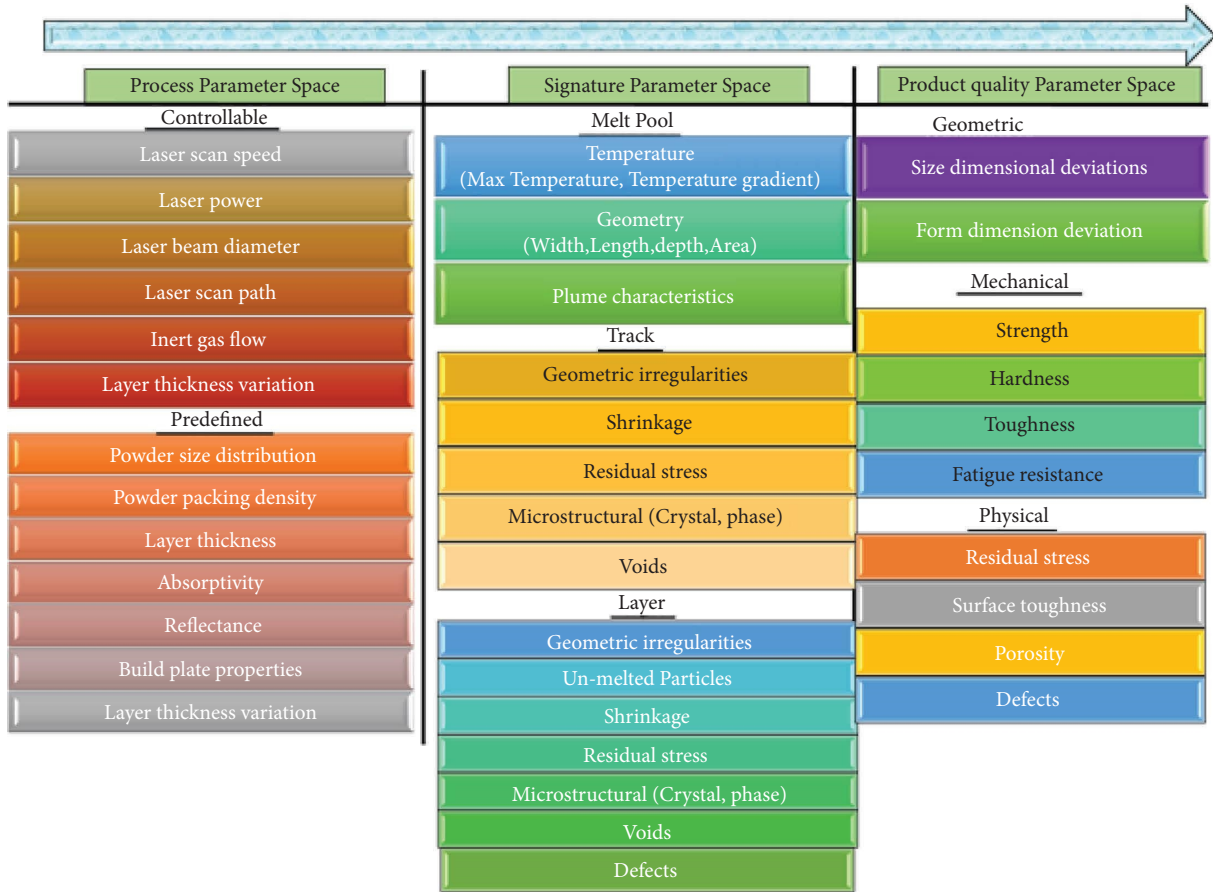 Process Parameter Space
Controllable
Laser scan speed
Laser power
Laser beam diameter
Laser scan path
Inert gas flow
Layer thickness variation
Predefined
Powder size distribution
Powder packing density
Layer thickness
Absorptivity
Reflectance
Build plate properties
Layer thickness variation
Signature Parameter Space
Melt Pool
Temperature
(Max Temperature, Temperature gradient)
Geometry
(Width,Length,depth,Area)
Plume characteristics
Track
Geometric irregularities
Shrinkage
Residual stress
Microstructural (Crystal, phase)
Voids
Layer
Geometric irregularities
Un-melted Particles
Shrinkage
Residual stress
Microstructural (Crystal, phase)
Voids
Defects
Product quality Parameter Space
Geometric
Size dimensional deviations
Form dimension deviation
Mechanical
Strength
Hardness
Toughness
Fatigue resistance
Physical
Residual stress
Surface toughness
Porosity
Defects